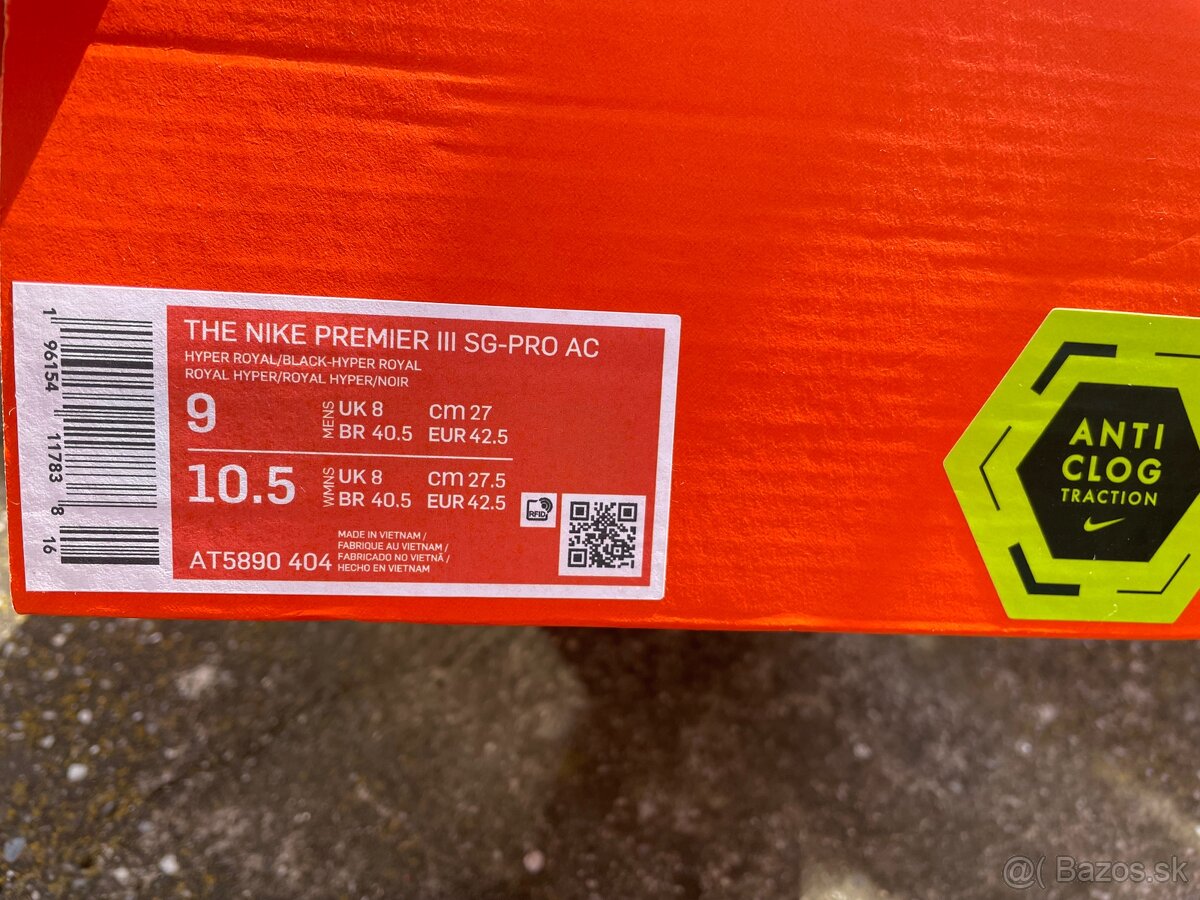 THE NIKE PREMIER III SG-PRO AC
HYPER ROYAL/BLACK-HYPER ROYAL
ROYAL HYPER/ROYAL HYPER/NOIR
9
MENS
UK 8 cm 27
BR 40.5 EUR 42.5
10.5
WMNS
UK 8 cm 27.5
BR 40.5 EUR 42.5
RFID
AT5890 404
MADE IN VIETNAM /
FABRIQUE AU VIETNAM /
FABRICADO NO VIETNÃ /
HECHO EN VIETNAM
1 96154 11783 8 16
ANTI
CLOG
TRACTION
@( Bazos.sk